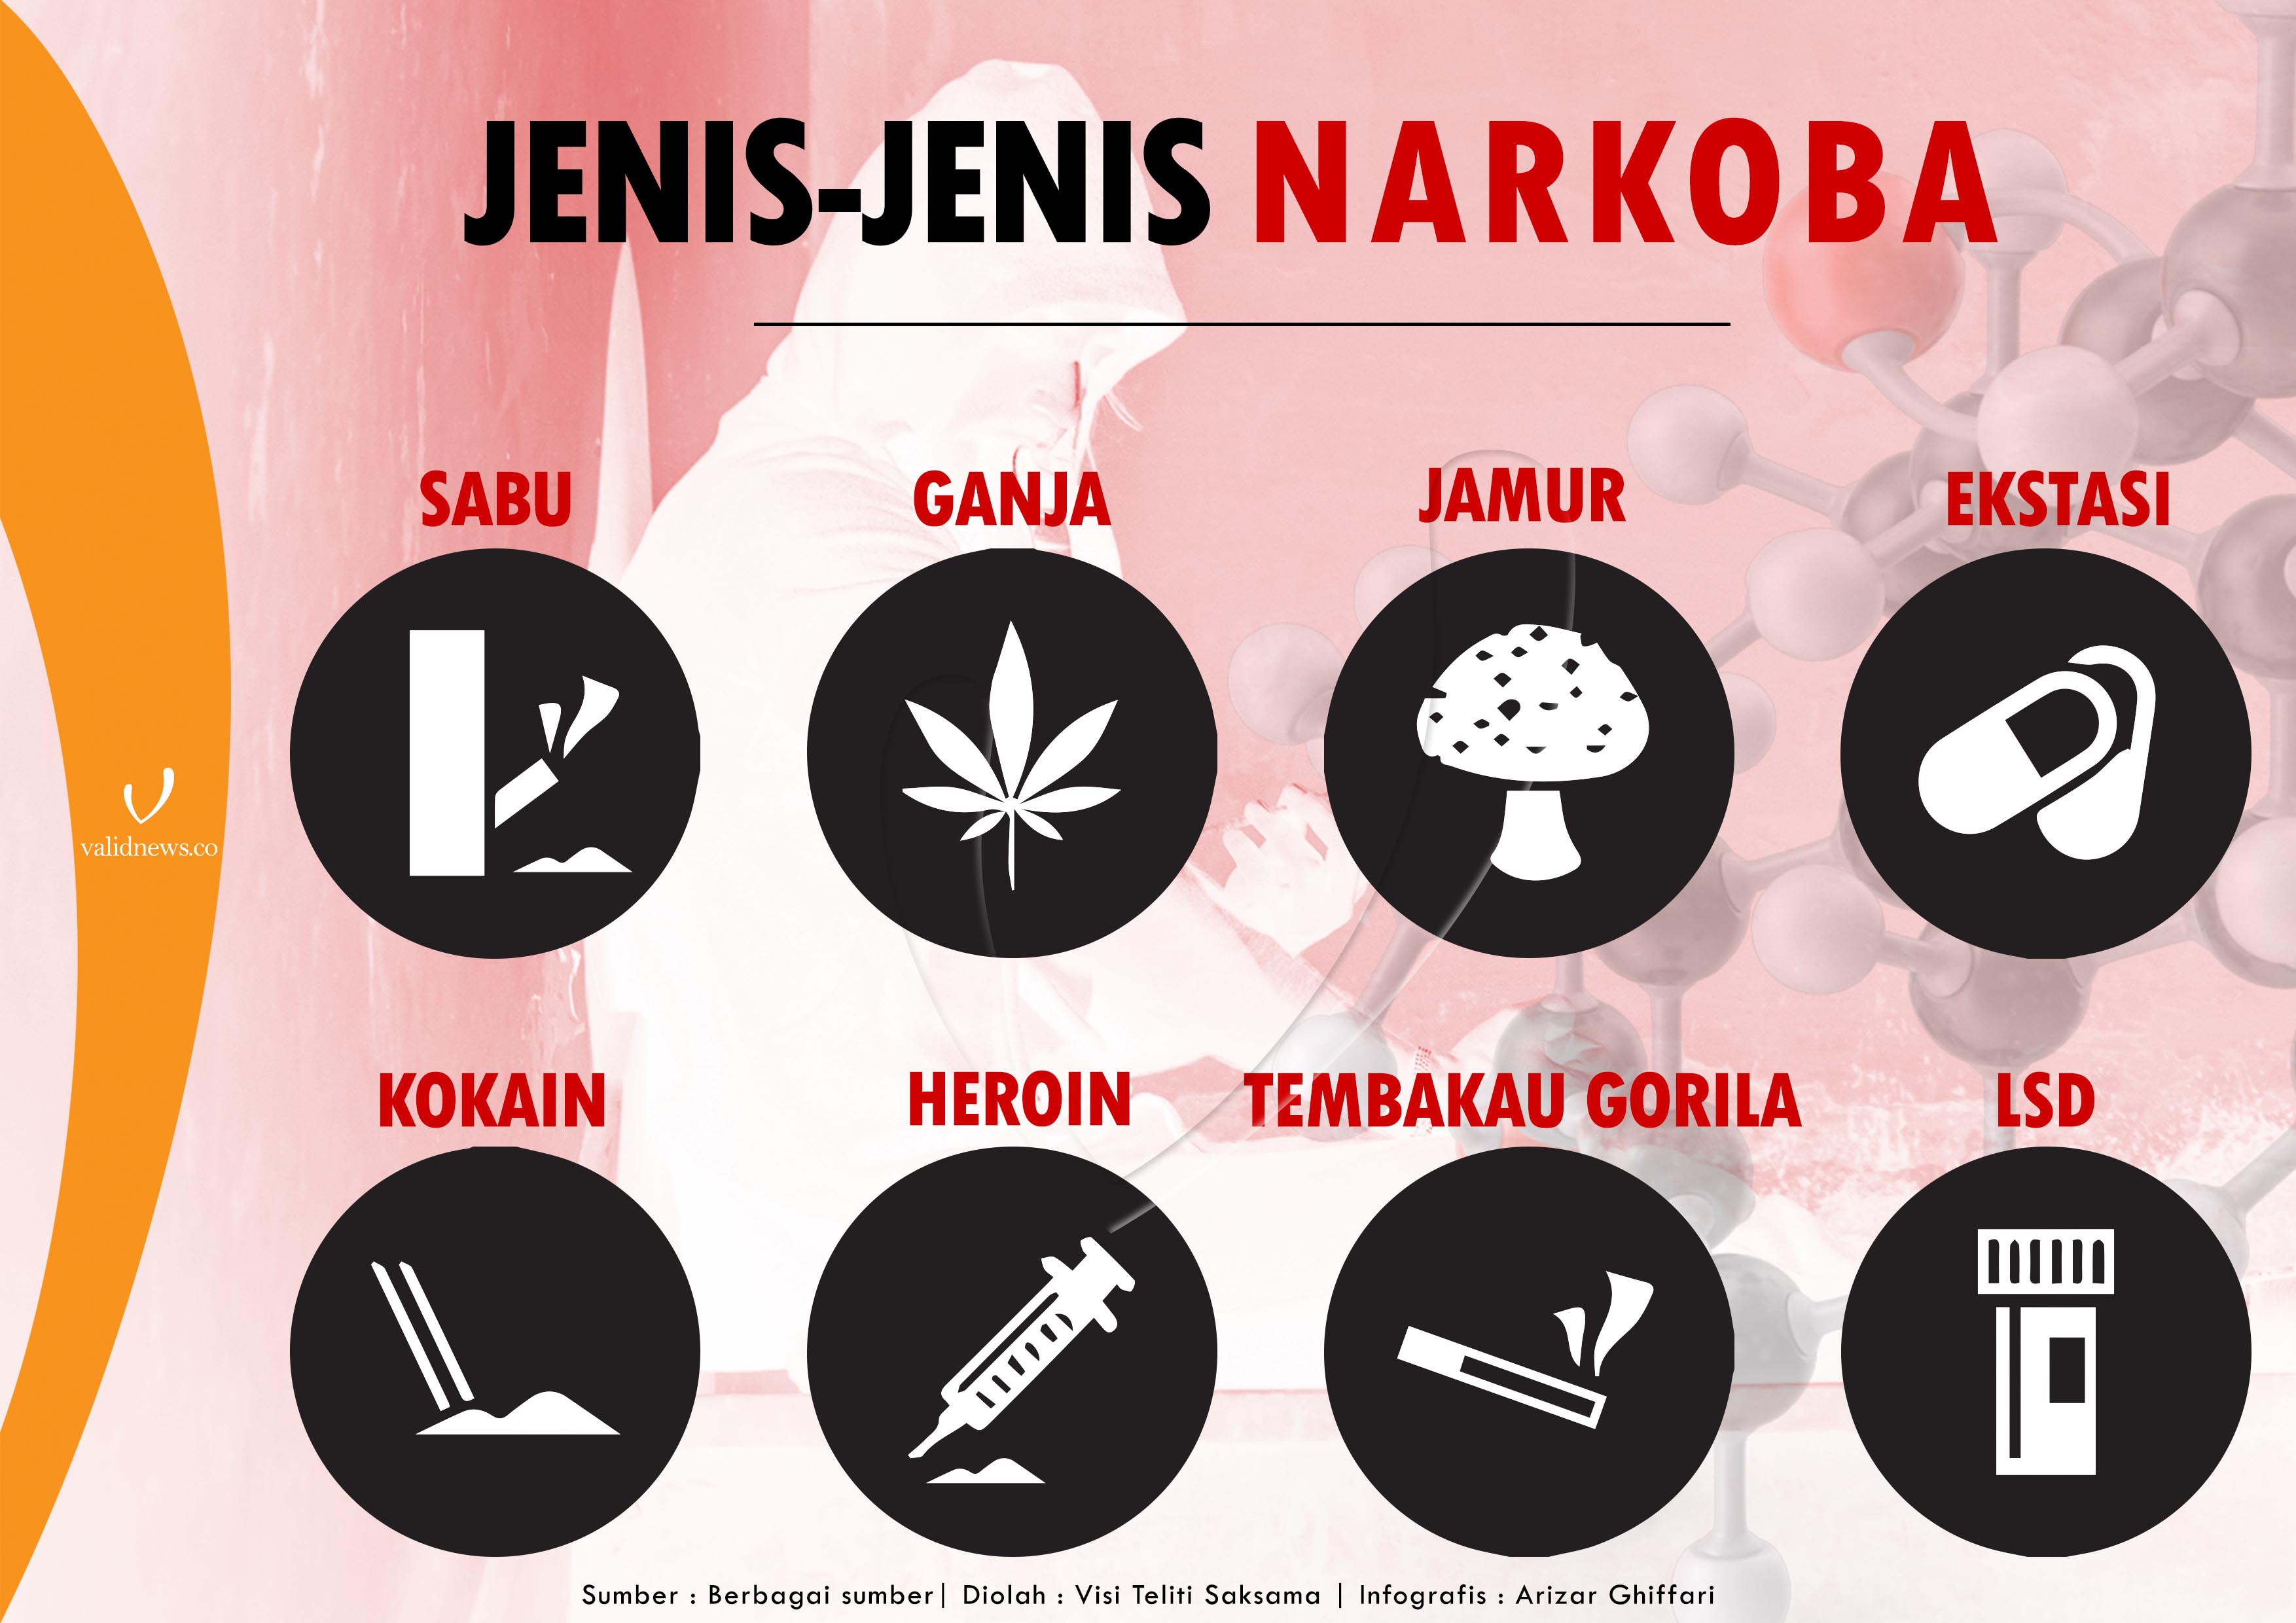 JENIS-JENIS NARKOBA
SABU
GANJA
JAMUR
EKSTASI
validnews.co
KOKAIN
HEROIN
TEMBAKAU GORILA
LSD
Sumber : Berbagai sumber| Diolah : Visi Teliti Saksama | Infografis : Arizar Ghiffari